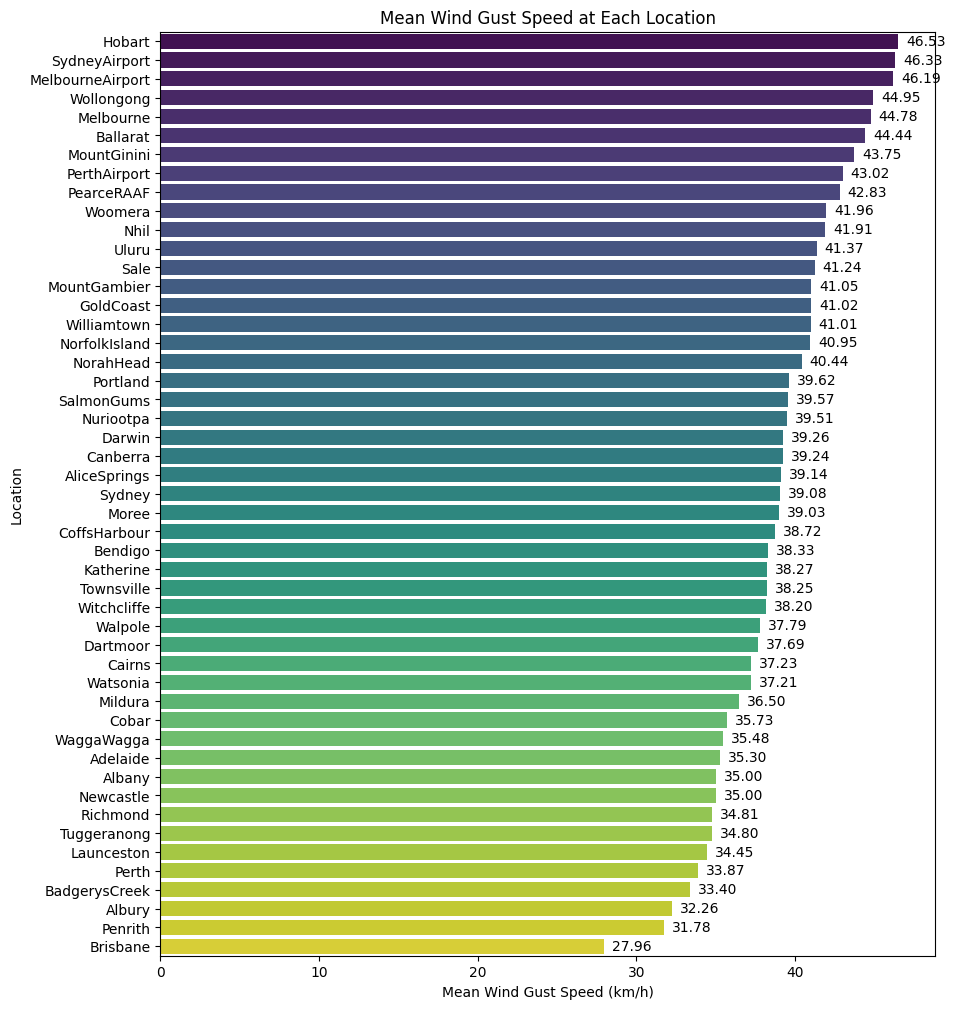 Mean Wind Gust Speed at Each Location
Hobart 46.53
SydneyAirport 46.33
MelbourneAirport 46.19
Wollongong 44.95
Melbourne 44.78
Ballarat 44.44
MountGinini 43.75
PerthAirport 43.02
PearceRAAF 42.83
Woomera 41.96
Nhil 41.91
Uluru 41.37
Sale 41.24
MountGambier 41.05
GoldCoast 41.02
Williamtown 41.01
NorfolkIsland 40.95
NorahHead 40.44
Portland 39.62
SalmonGums 39.57
Nuriootpa 39.51
Darwin 39.26
Canberra 39.24
AliceSprings 39.14
Sydney 39.08
Moree 39.03
CoffsHarbour 38.72
Bendigo 38.33
Katherine 38.27
Townsville 38.25
Witchcliffe 38.20
Walpole 37.79
Dartmoor 37.69
Cairns 37.23
Watsonia 37.21
Mildura 36.50
Cobar 35.73
WaggaWagga 35.48
Adelaide 35.30
Albany 35.00
Newcastle 35.00
Richmond 34.81
Tuggeranong 34.80
Launceston 34.45
Perth 33.87
BadgerysCreek 33.40
Albury 32.26
Penrith 31.78
Brisbane 27.96
Location
0 10 20 30 40
Mean Wind Gust Speed (km/h)